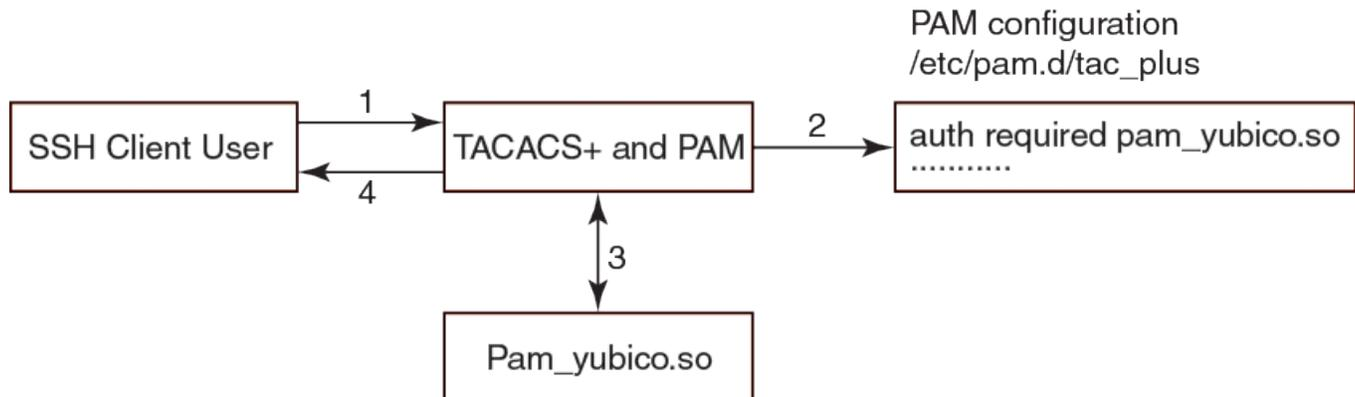 PAM configuration
/etc/pam.d/tac_plus
SSH Client User
1
4
TACACS+ and PAM
2
auth required pam_yubico.so
...........
3
Pam_yubico.so